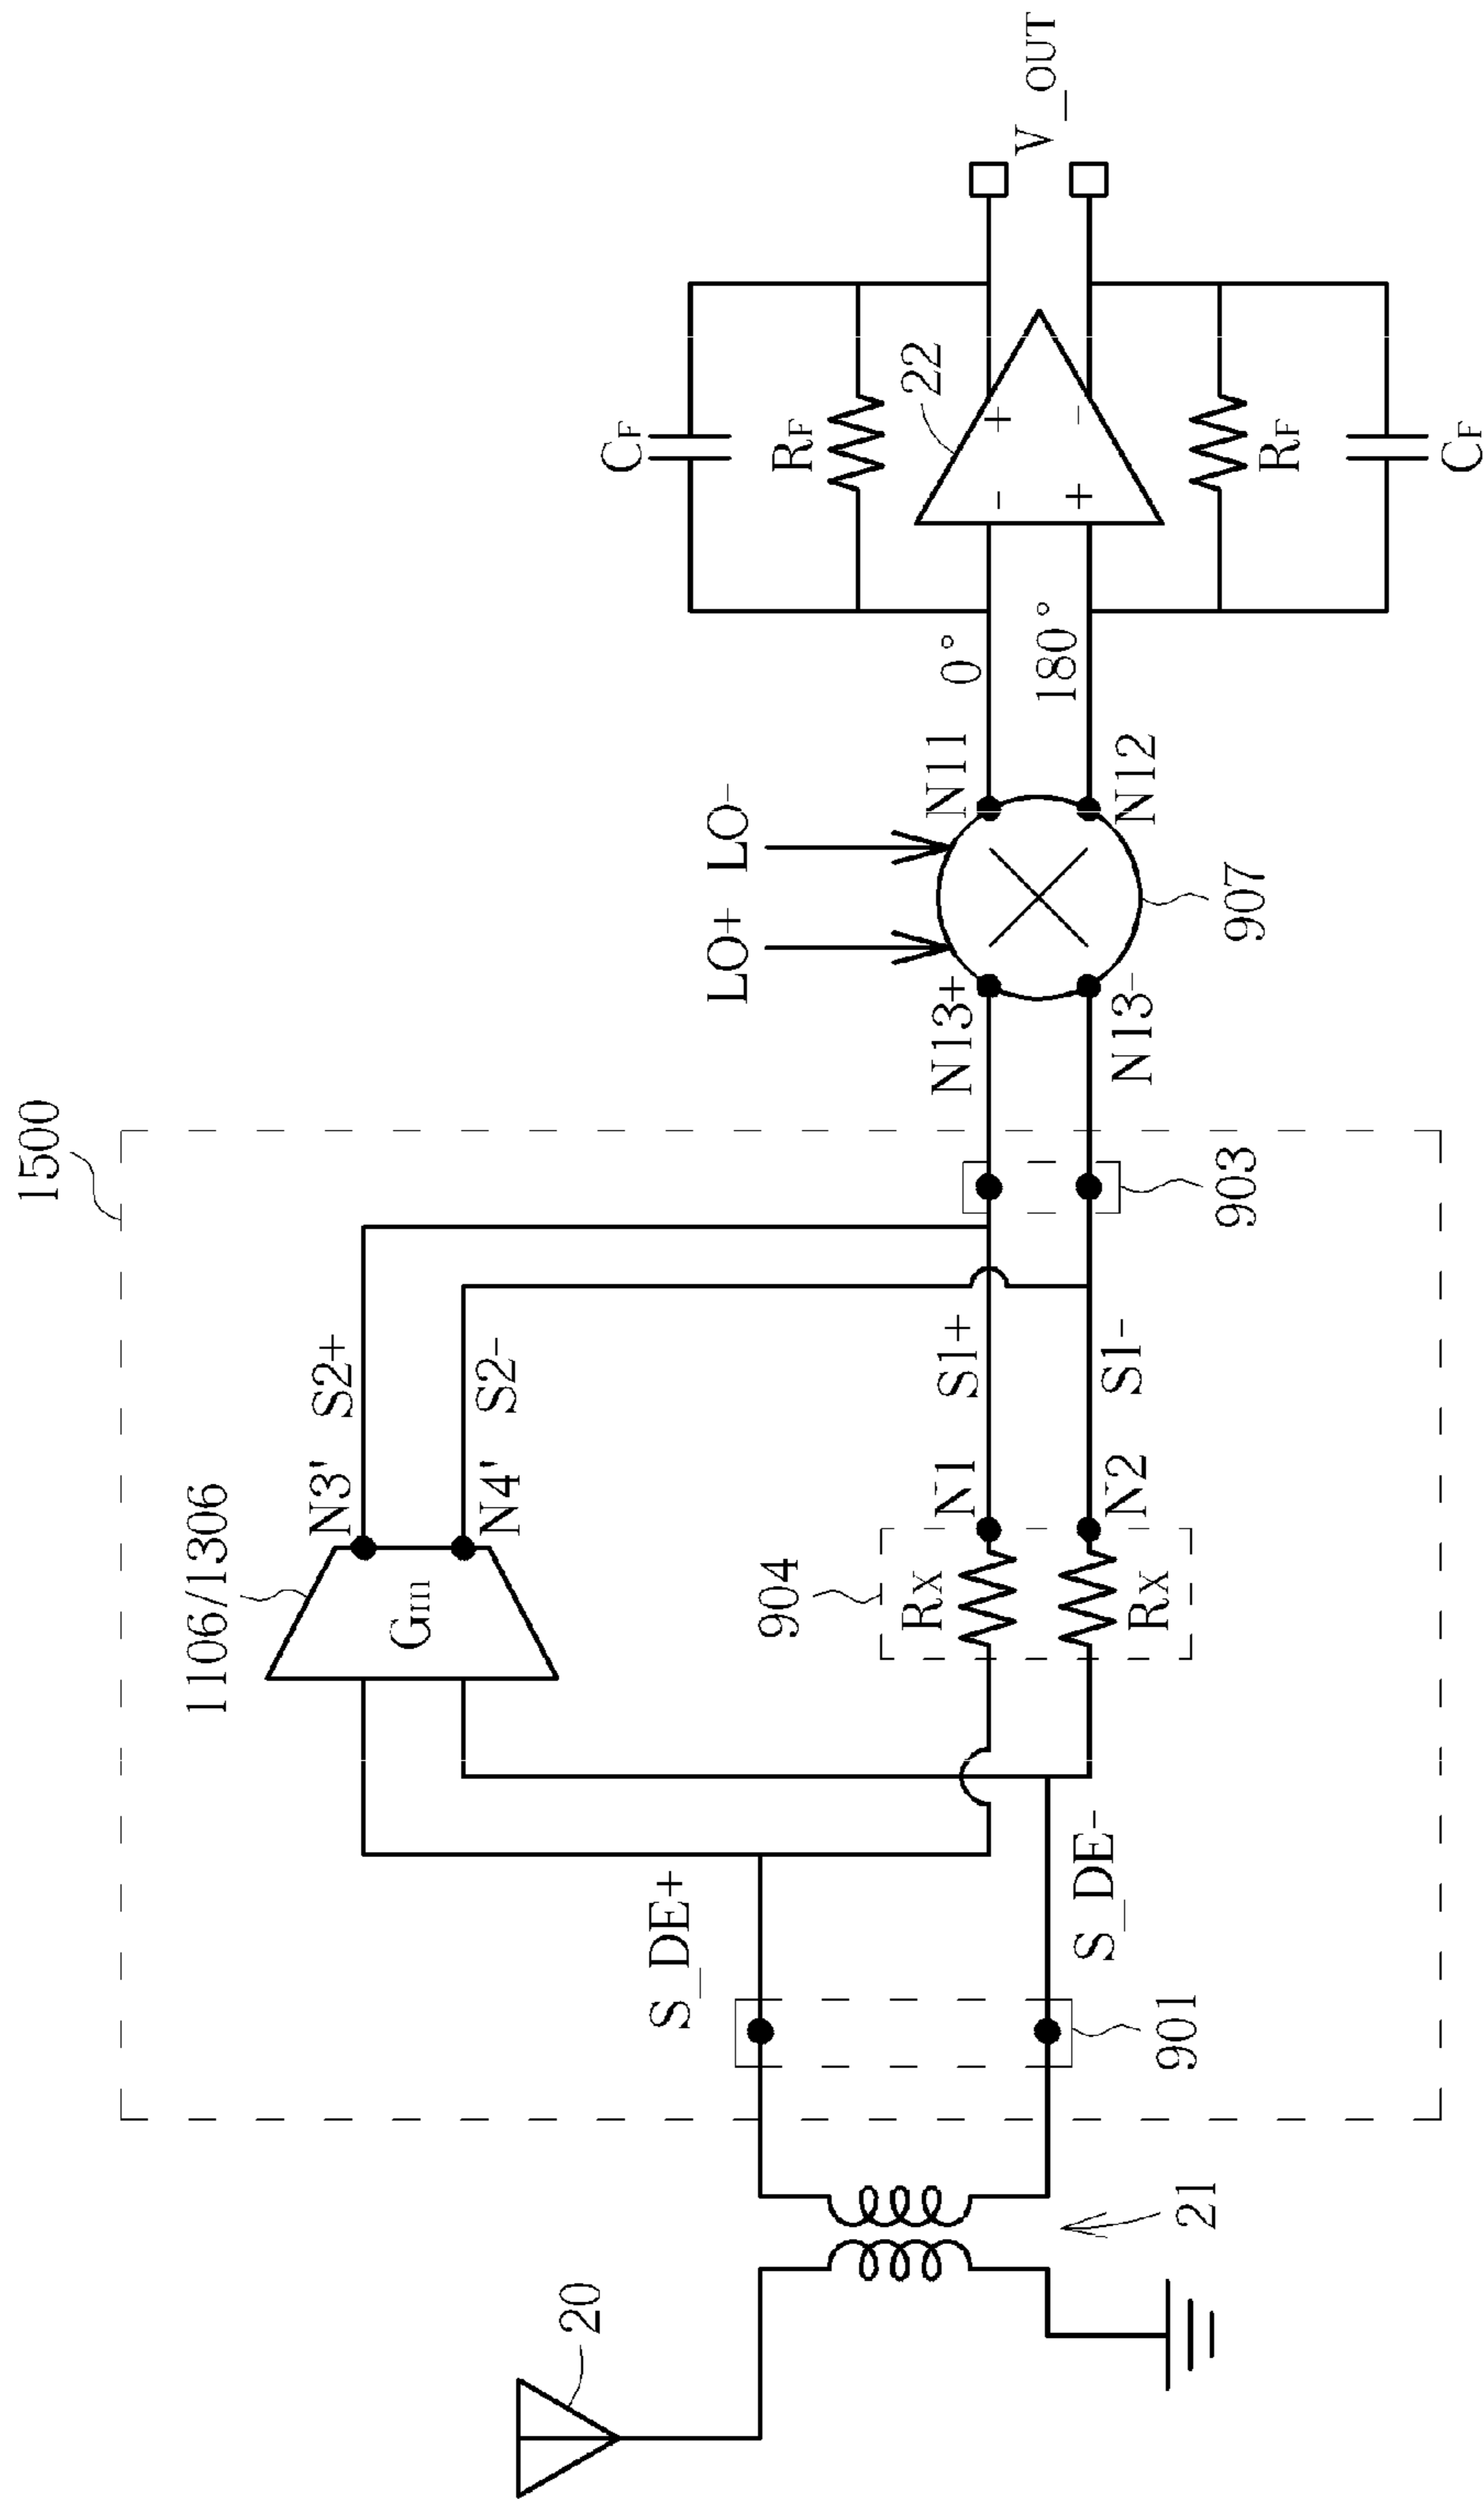 1500
1106/1306
Gm
N3'
S2+
N4'
S2-
20
21
S_DE+
S_DE-
901
904
Rx
Rx
N1
N2
S1+
S1-
903
N13+
N13-
LO+
LO-
907
N11
N12
0°
180°
CF
RF
22
-
+
+
-
RF
CF
V_OUT